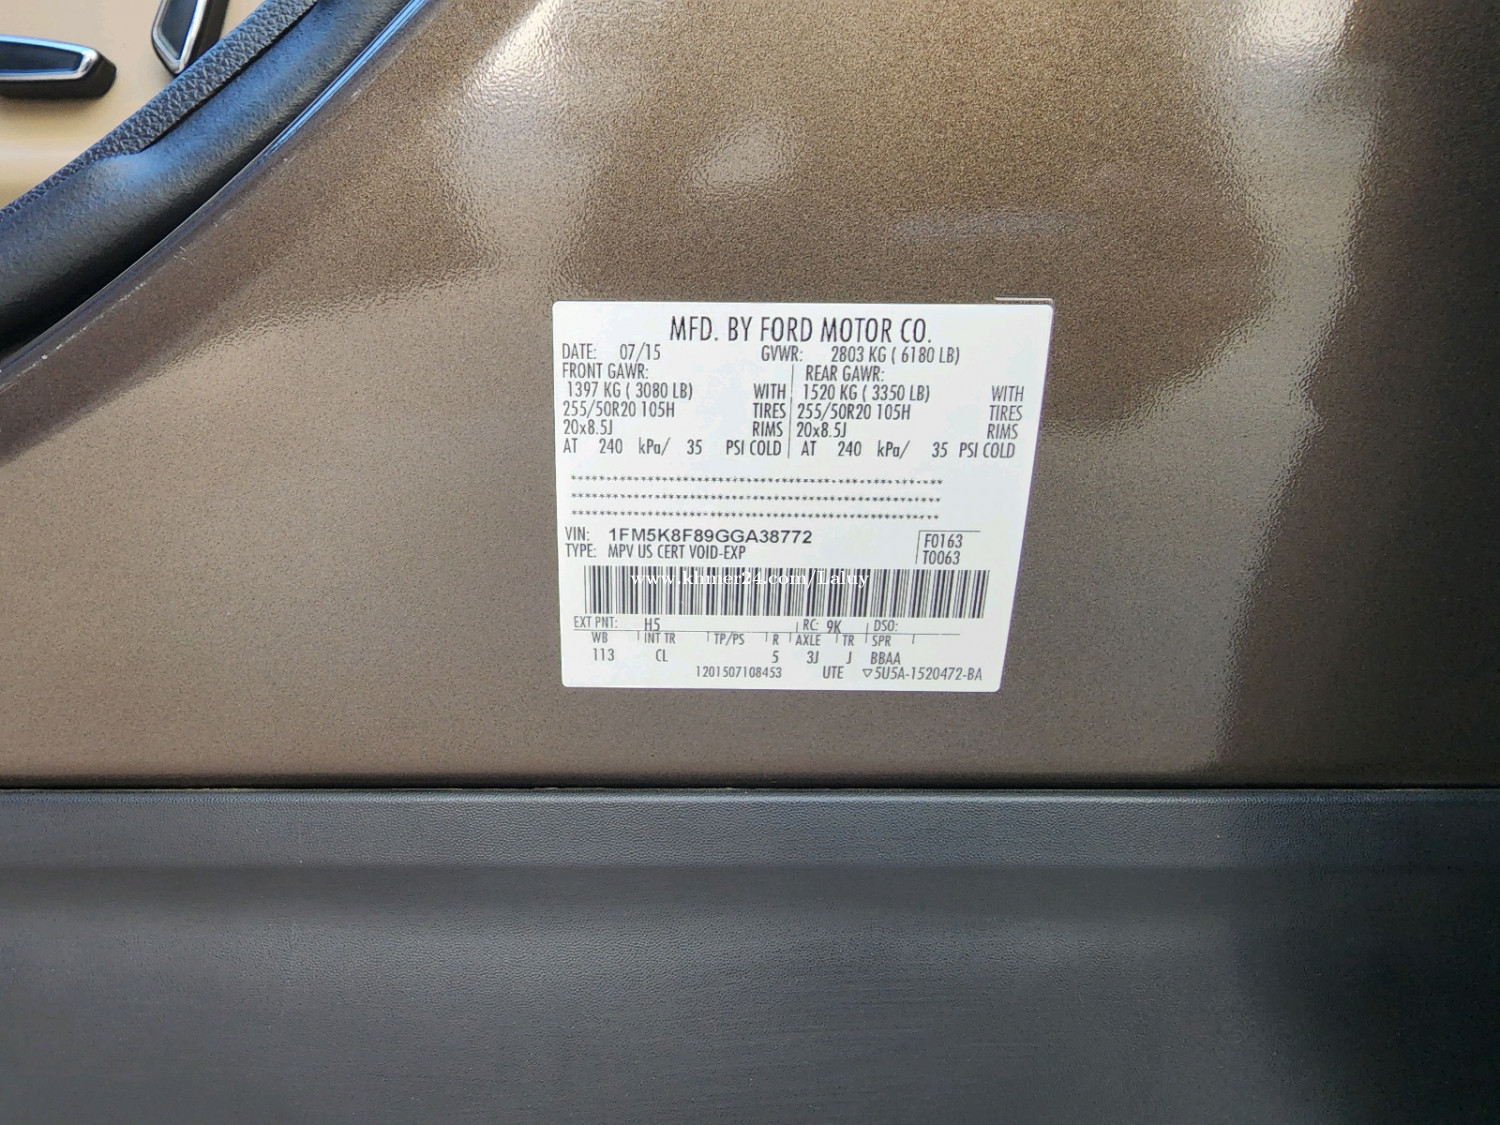 MFD. BY FORD MOTOR CO.
DATE: 07/15 GVWR: 2803 KG ( 6180 LB)
FRONT GAWR: REAR GAWR:
1397 KG ( 3080 LB) WITH 1520 KG ( 3350 LB) WITH
255/50R20 105H TIRES 255/50R20 105H TIRES
20x8.5J RIMS 20x8.5J RIMS
AT 240 kPa/ 35 PSI COLD AT 240 kPa/ 35 PSI COLD
VIN: 1FM5K8F89GGA38772 F0163
TYPE: MPV US CERT VOID-EXP T0063
www.khmer24.com/Laluy
EXT PNT: H5 RC: 9K DSO:
WB INT TR TP/PS R AXLE TR SPR
113 CL 5 3J J BBAA
1201507108453 UTE ▽5U5A-1520472-BA